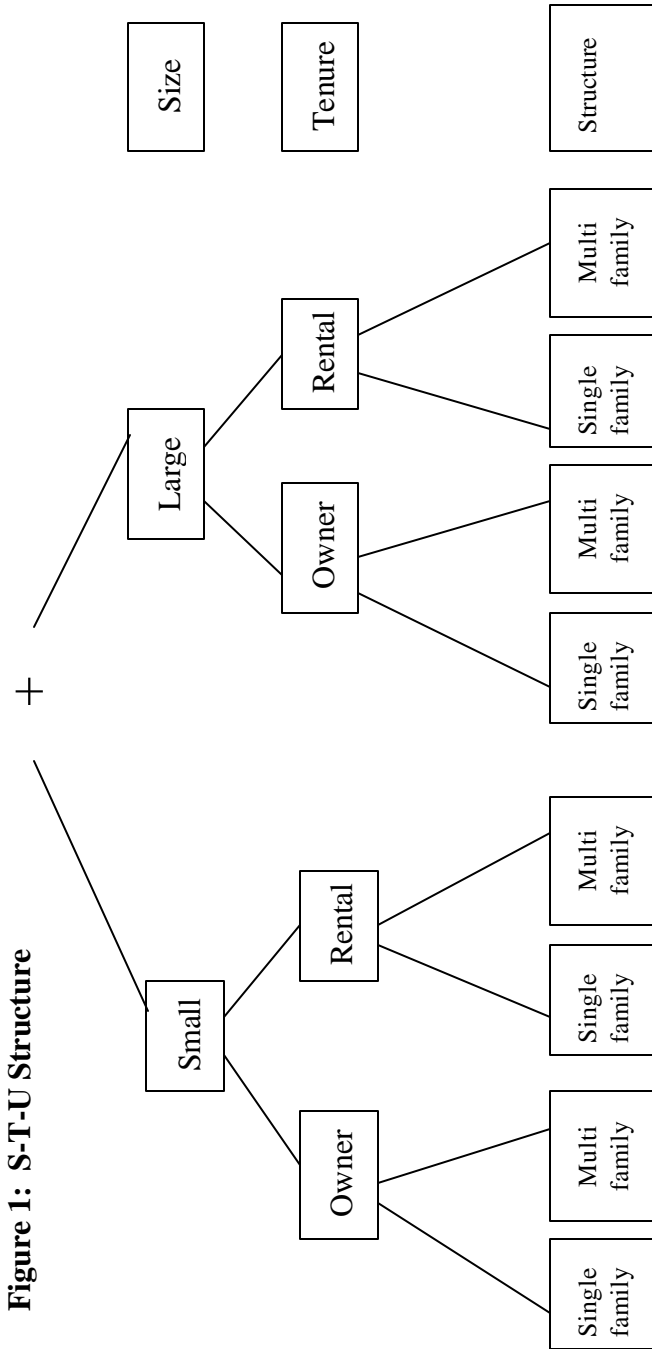 Figure 1: S-T-U Structure
+
Small
Large
Size
Owner
Rental
Owner
Rental
Tenure
Single
family
Multi
family
Single
family
Multi
family
Single
family
Multi
family
Single
family
Multi
family
Structure